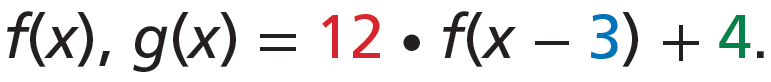 f(x), g(x) = 12 • f(x − 3) + 4.